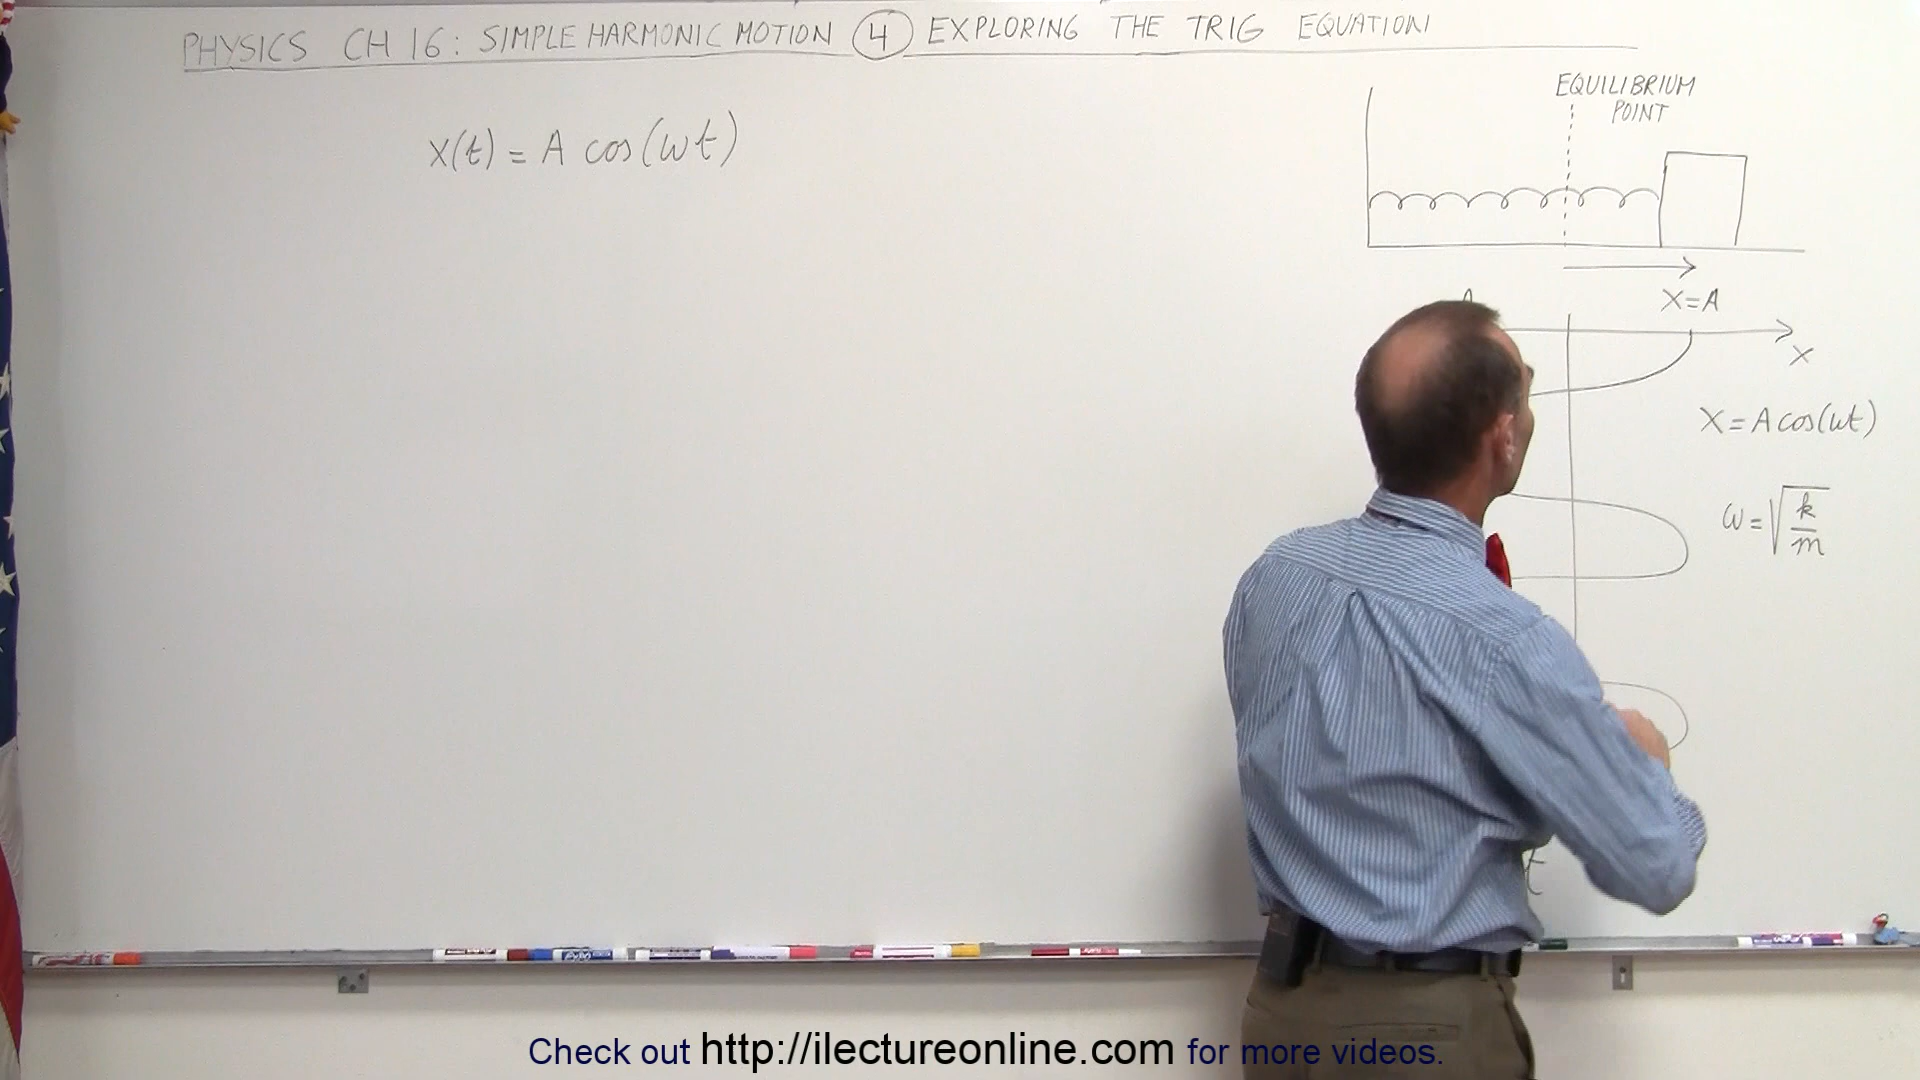 PHYSICS CH 16: SIMPLE HARMONIC MOTION ④ EXPLORING THE TRIG EQUATION
x(t) = A cos(ωt)
EQUILIBRIUM
POINT
X=A
x
X = A cos(ωt)
ω = √(k/m)
t
Check out http://ilectureonline.com for more videos.